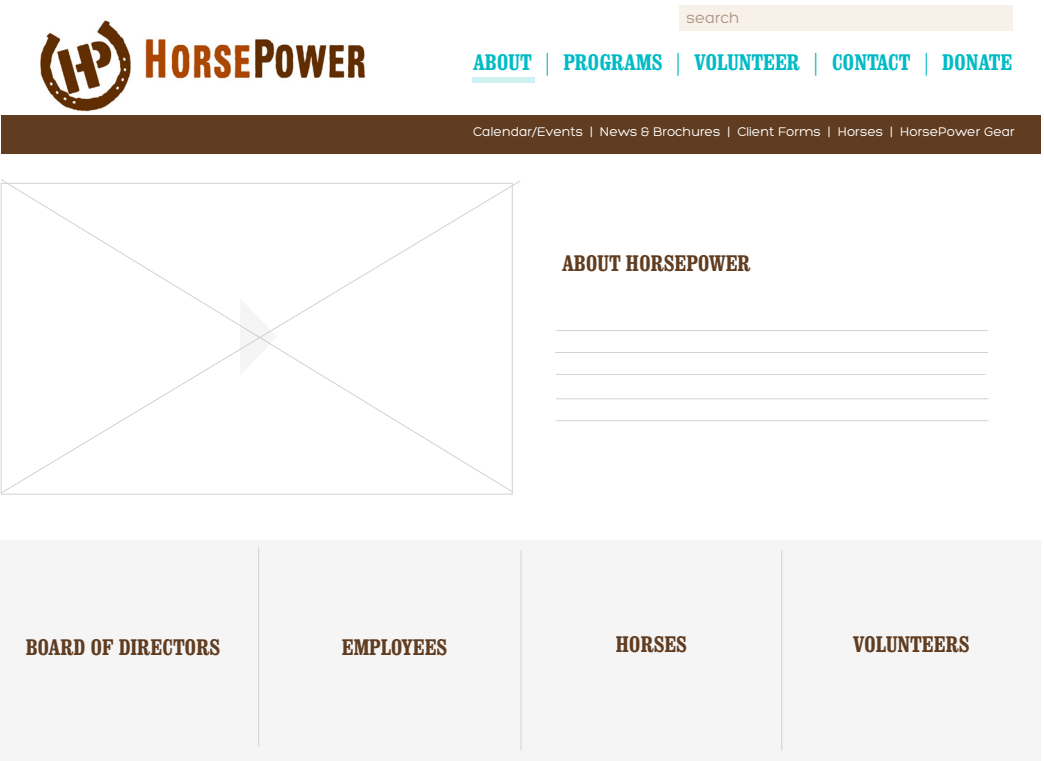 search
HP HORSEPOWER
ABOUT | PROGRAMS | VOLUNTEER | CONTACT | DONATE
Calendar/Events | News & Brochures | Client Forms | Horses | HorsePower Gear
ABOUT HORSEPOWER
BOARD OF DIRECTORS EMPLOYEES HORSES VOLUNTEERS